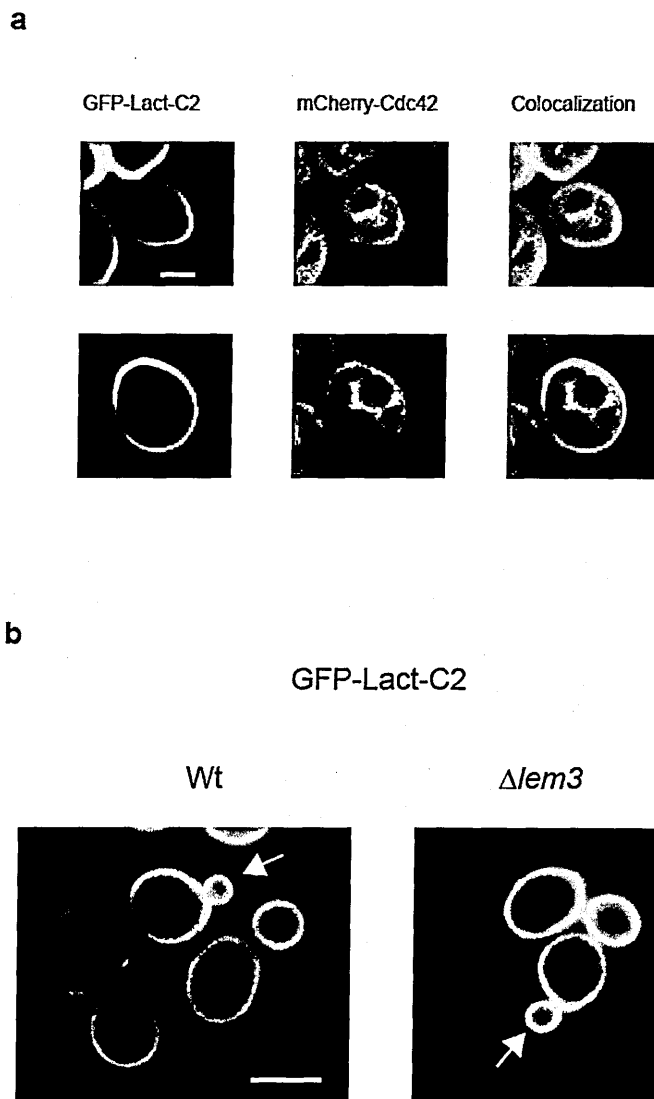 a
GFP-Lact-C2 mCherry-Cdc42 Colocalization
b
GFP-Lact-C2
Wt Δlem3